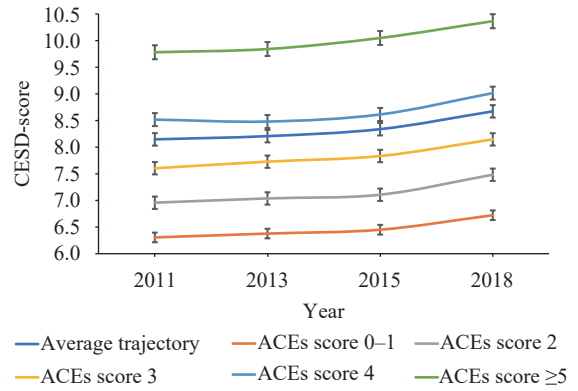 10.5
10.0
9.5
9.0
8.5
8.0
7.5
7.0
6.5
6.0
CESD-score
2011 2013 2015 2018
Year
Average trajectory ACEs score 0–1 ACEs score 2
ACEs score 3 ACEs score 4 ACEs score ≥5